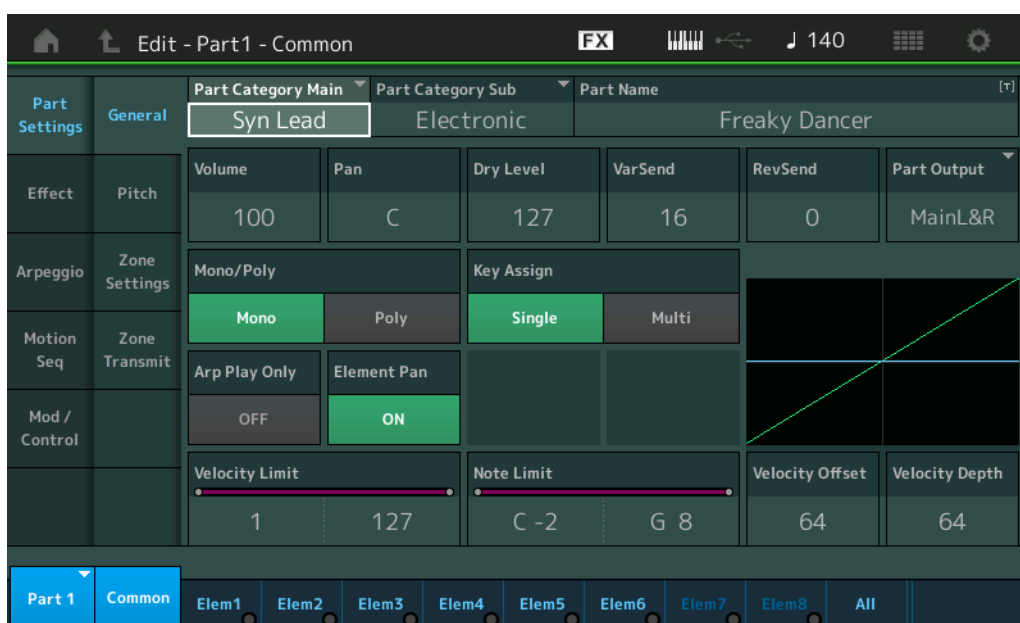 Edit - Part1 - Common
FX
♩ 140
Part
Settings
General
Part Category Main
Syn Lead
Part Category Sub
Electronic
Part Name
[T]
Freaky Dancer
Effect
Pitch
Volume
100
Pan
C
Dry Level
127
VarSend
16
RevSend
0
Part Output
MainL&R
Arpeggio
Zone
Settings
Mono/Poly
Mono
Poly
Key Assign
Single
Multi
Motion
Seq
Zone
Transmit
Arp Play Only
OFF
Element Pan
ON
Mod /
Control
Velocity Limit
1
127
Note Limit
C -2
G 8
Velocity Offset
64
Velocity Depth
64
Part 1
Common
Elem1
Elem2
Elem3
Elem4
Elem5
Elem6
Elem7
Elem8
All